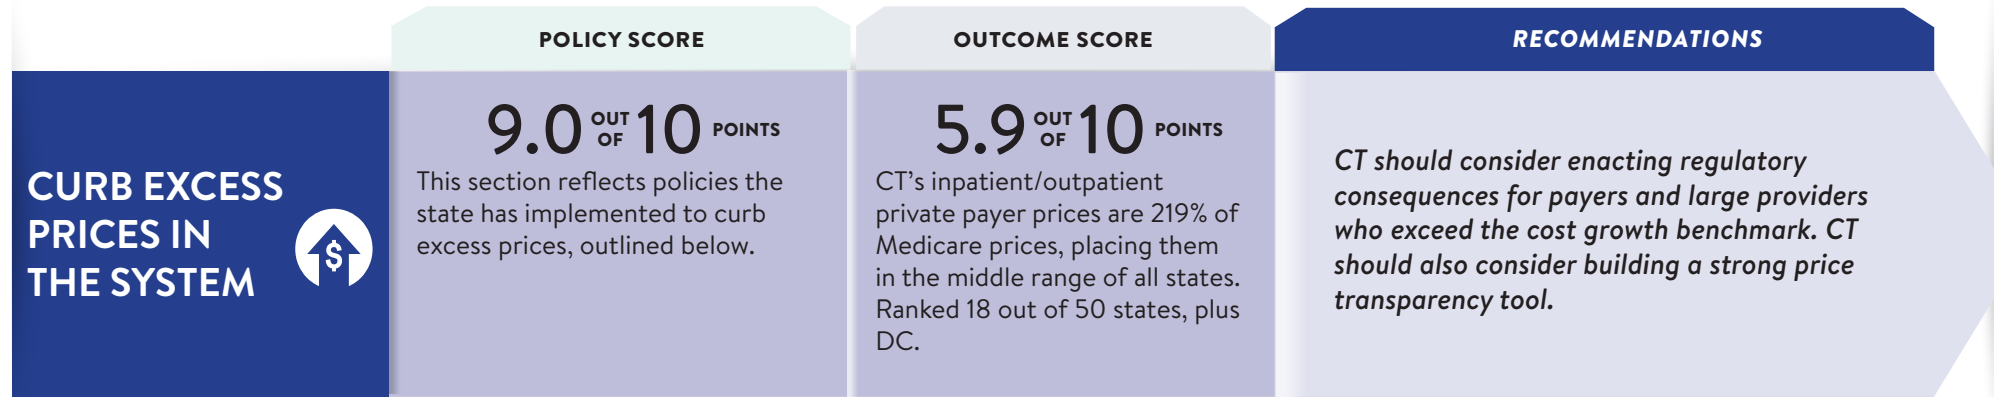 POLICY SCORE
OUTCOME SCORE
RECOMMENDATIONS
CURB EXCESS
PRICES IN
THE SYSTEM
$
9.0 OUT OF 10 POINTS
This section reflects policies the
state has implemented to curb
excess prices, outlined below.
5.9 OUT OF 10 POINTS
CT's inpatient/outpatient
private payer prices are 219% of
Medicare prices, placing them
in the middle range of all states.
Ranked 18 out of 50 states, plus
DC.
CT should consider enacting regulatory
consequences for payers and large providers
who exceed the cost growth benchmark. CT
should also consider building a strong price
transparency tool.